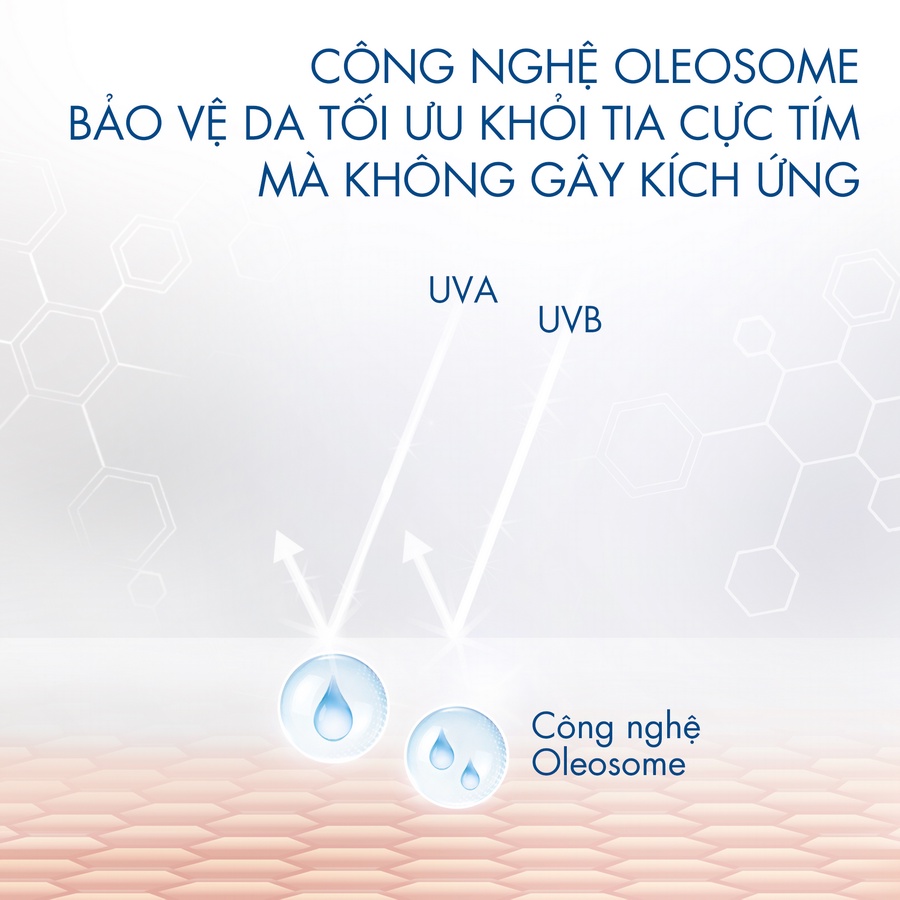 CÔNG NGHỆ OLEOSOME
BẢO VỆ DA TỐI ƯU KHỎI TIA CỰC TÍM
MÀ KHÔNG GÂY KÍCH ỨNG
UVA
UVB
Công nghệ
Oleosome